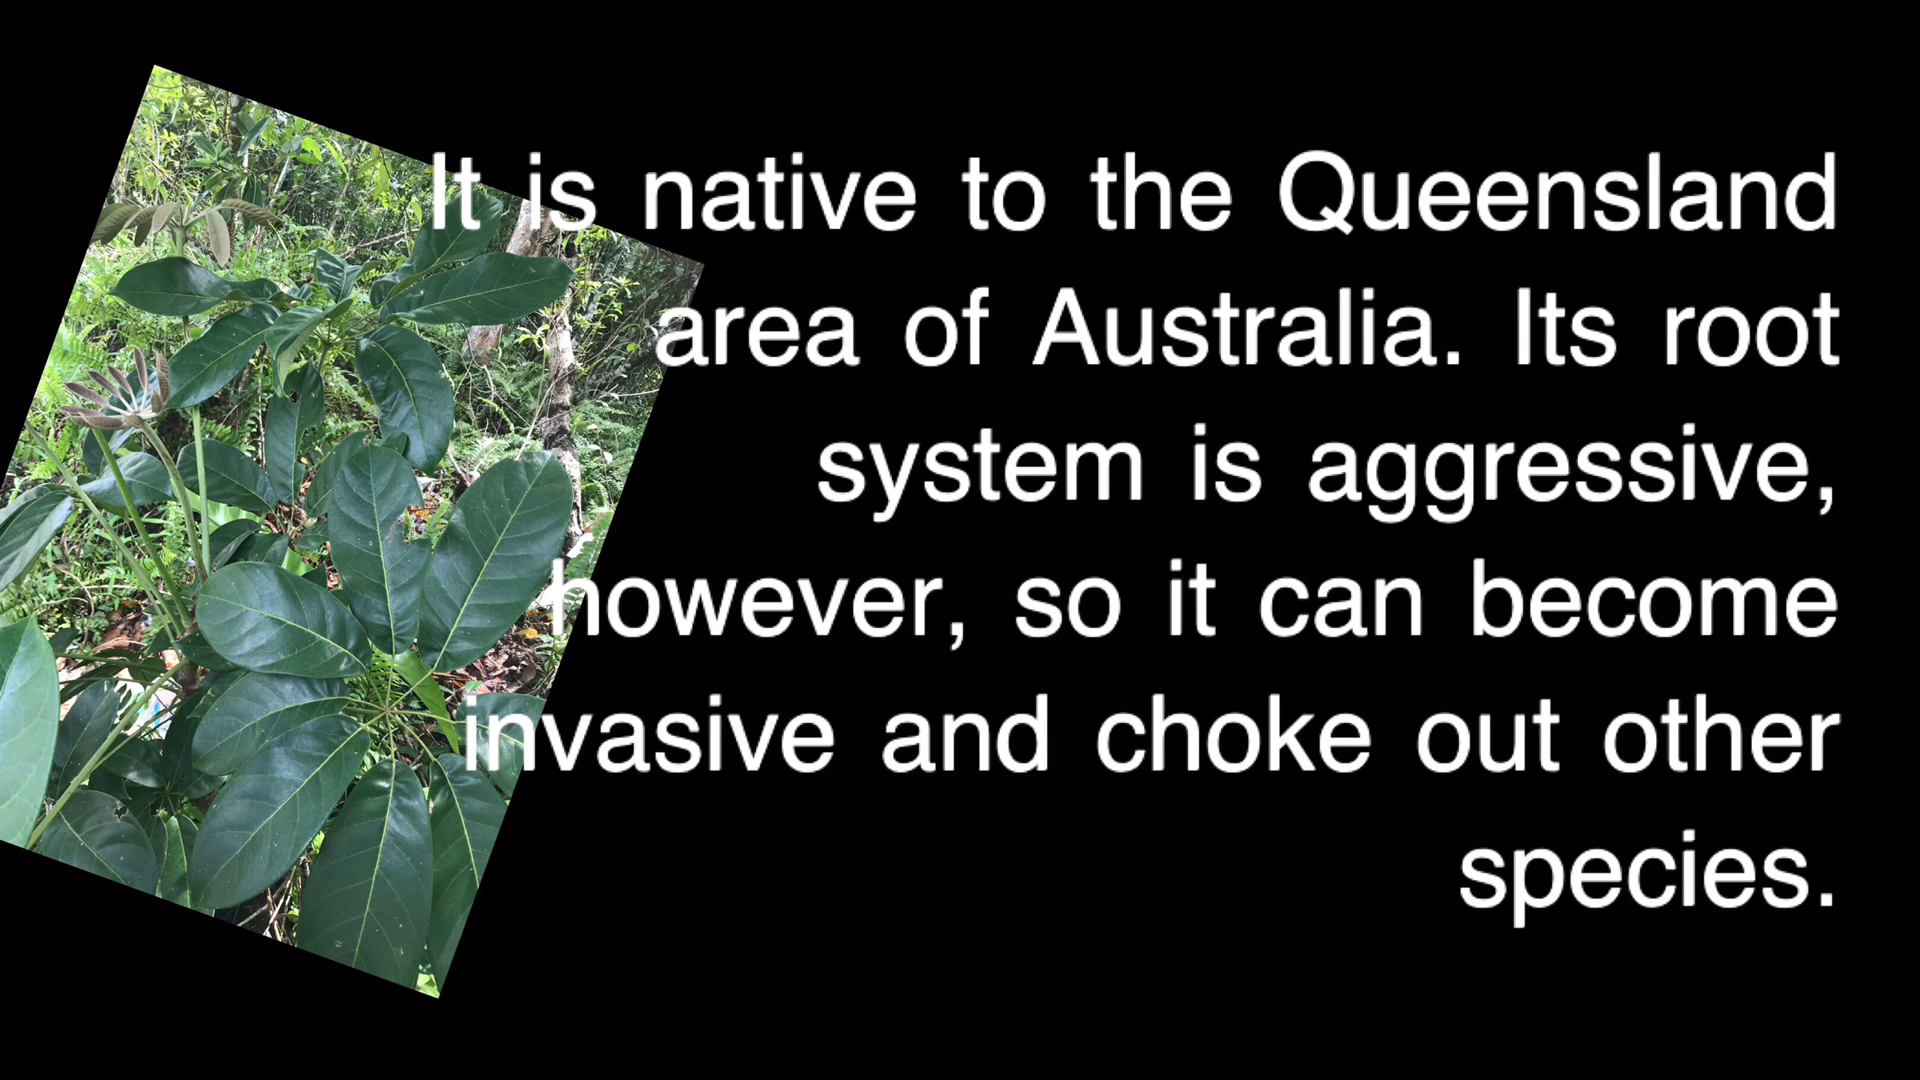 It is native to the Queensland
area of Australia. Its root
system is aggressive,
however, so it can become
invasive and choke out other
species.